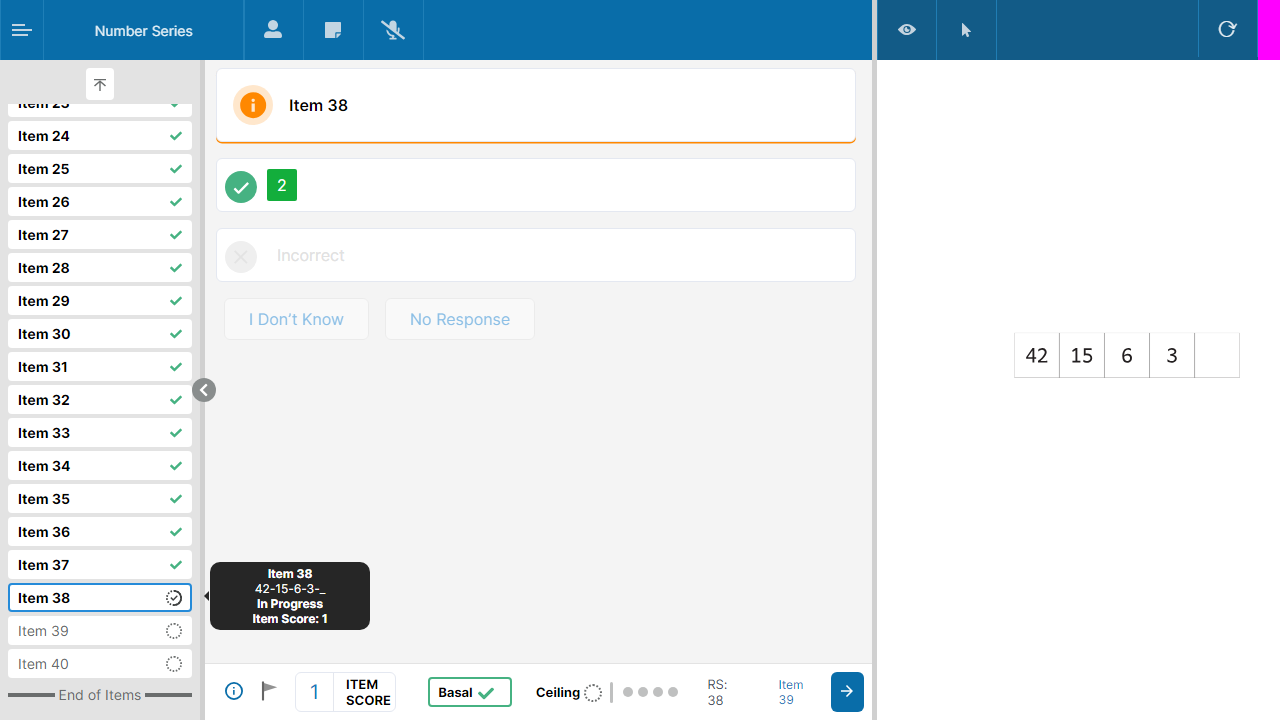 Number Series
Item 23
Item 24
Item 25
Item 26
Item 27
Item 28
Item 29
Item 30
Item 31
Item 32
Item 33
Item 34
Item 35
Item 36
Item 37
Item 38
Item 39
Item 40
End of Items
Item 38
2
Incorrect
I Don't Know
No Response
Item 38
42-15-6-3-_
In Progress
Item Score: 1
1
ITEM
SCORE
Basal
Ceiling
RS:
38
Item
39
42 15 6 3